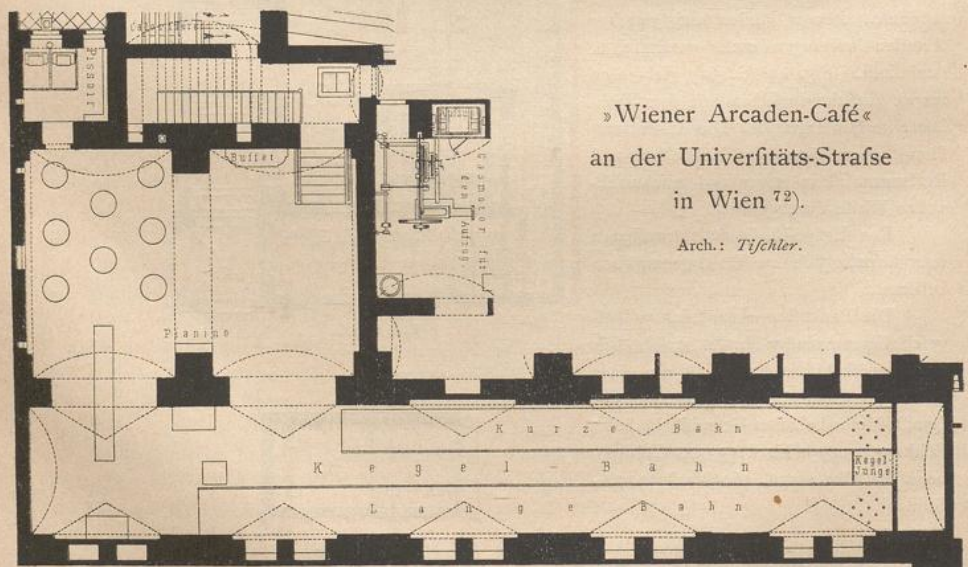 Pissoir
»Wiener Arcaden-Café«
an der Univerſitäts-Straſse
in Wien 72).
Arch.: Tiſchler.
Buffet
Gasmotor für
den Aufzug.
Pianino
Kurze Bahn
Kegel-Bahn
Kegel-
Junge
Lange Bahn